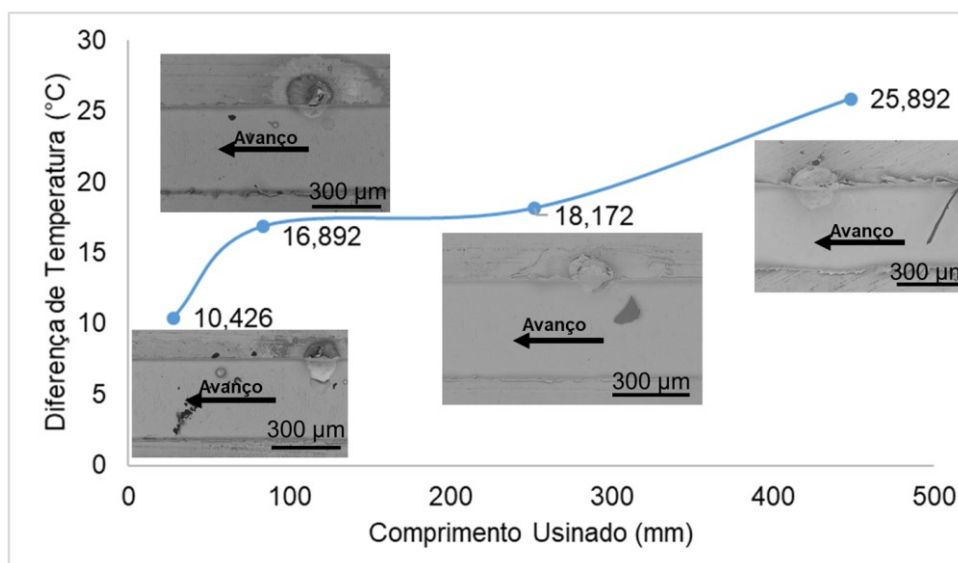 Diferença de Temperatura (°C)
30
25
20
15
10
5
0
Avanço
300 µm
25,892
16,892
18,172
Avanço
300 µm
10,426
Avanço
300 µm
Avanço
300 µm
0
100
200
300
400
500
Comprimento Usinado (mm)